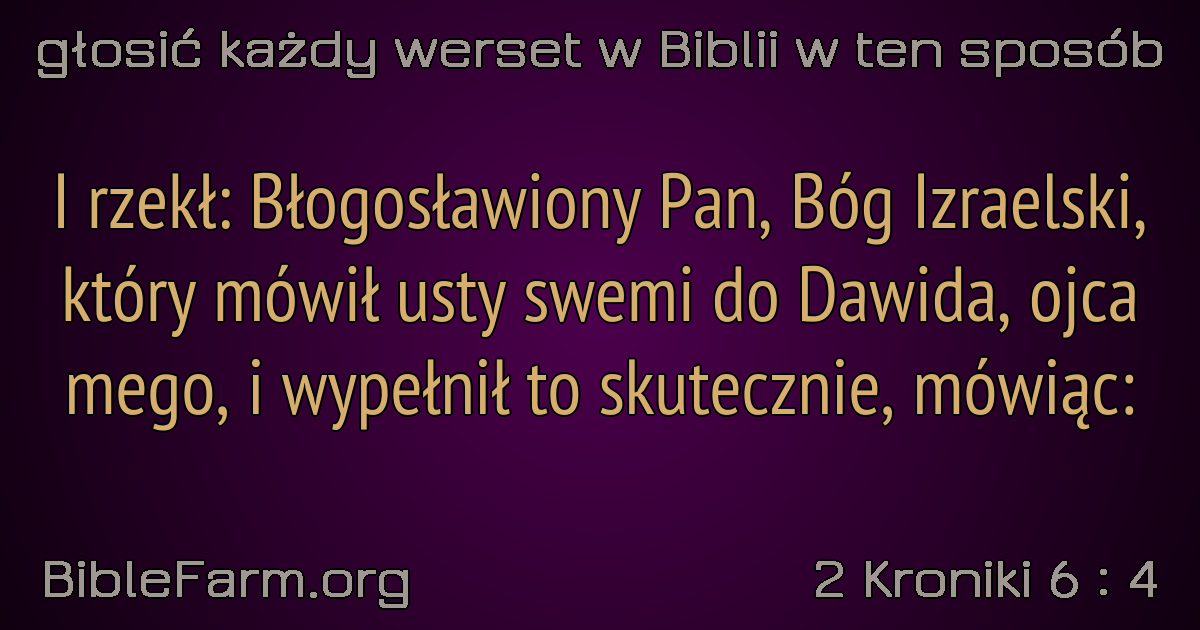 głosić każdy werset w Biblii w ten sposób
I rzekł: Błogosławiony Pan, Bóg Izraelski,
który mówił usty swemi do Dawida, ojca
mego, i wypełnił to skutecznie, mówiąc:
BibleFarm.org
2 Kroniki 6 : 4